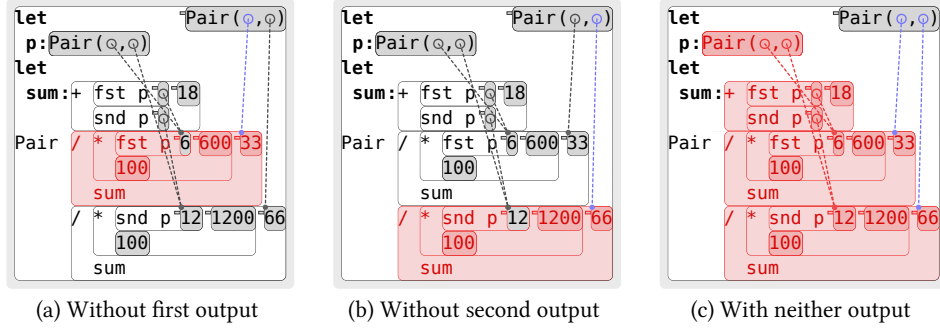 let Pair(,)
p:Pair(,)
let
sum:+ fst p 18
snd p
Pair / * fst p 6 600 33
100
sum
/ * snd p 12 1200 66
100
sum
(a) Without first output
let Pair(,)
p:Pair(,)
let
sum:+ fst p 18
snd p
Pair / * fst p 6 600 33
100
sum
/ * snd p 12 1200 66
100
sum
(b) Without second output
let Pair(,)
p:Pair(,)
let
sum:+ fst p 18
snd p
Pair / * fst p 6 600 33
100
sum
/ * snd p 12 1200 66
100
sum
(c) With neither output